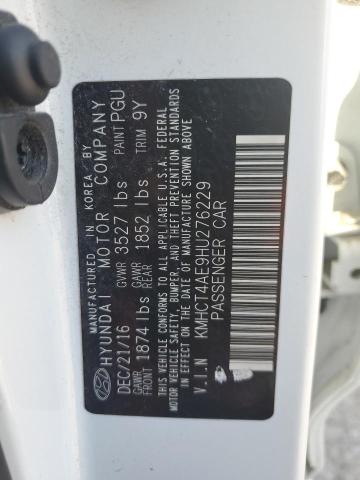 MANUFACTURED IN KOREA BY
HYUNDAI MOTOR COMPANY
DEC/21/16 GVWR 3527 lbs PAINT PGU
GAWR FRONT 1874 lbs GAWR REAR 1852 lbs TRIM 9Y
THIS VEHICLE CONFORMS TO ALL APPLICABLE U.S.A. FEDERAL
MOTOR VEHICLE SAFETY, BUMPER, AND THEFT PREVENTION STANDARDS
IN EFFECT ON THE DATE OF MANUFACTURE SHOWN ABOVE.
V.I.N KMHCT4AE9HU276229
PASSENGER CAR